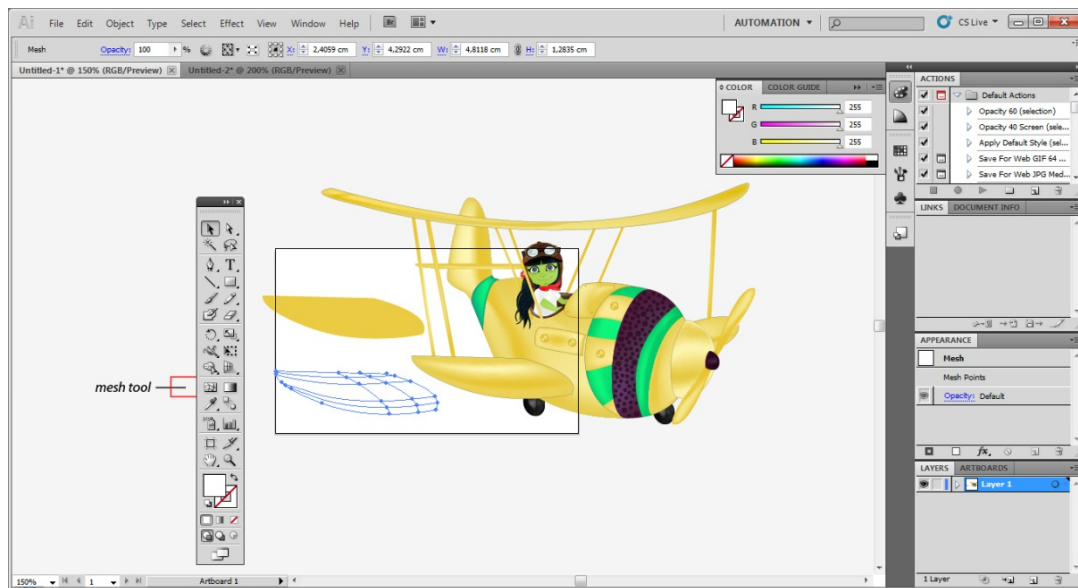 Ai File Edit Object Type Select Effect View Window Help Br AUTOMATION CS Live
Mesh Opacity: 100 % X: 2,4059 cm Y: 4,2922 cm W: 4,8118 cm H: 1,2835 cm
Untitled-1* @ 150% (RGB/Preview) Untitled-2* @ 200% (RGB/Preview)
COLOR COLOR GUIDE
R 255
G 255
B 255
ACTIONS
Default Actions
Opacity 60 (selection)
Opacity 40 Screen (sele...
Apply Default Style (sel...
Save For Web GIF 64 ...
Save For Web JPG Med...
LINKS DOCUMENT INFO
mesh tool
APPEARANCE
Mesh
Mesh Points
Opacity: Default
fx
LAYERS ARTBOARDS
Layer 1
1 Layer
150% 1 Artboard 1